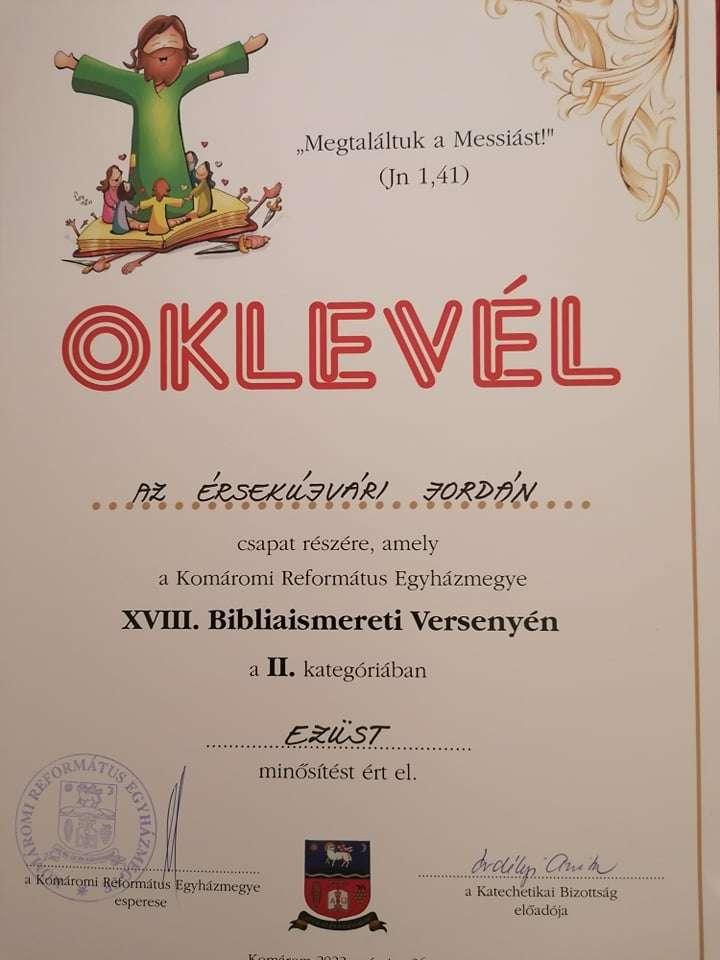 „Megtaláltuk a Messiást!"
(Jn 1,41)
OKLEVÉL
AZ ÉRSEKÚJVÁRI JORDÁN
csapat részére, amely
a Komáromi Református Egyházmegye
XVIII. Bibliaismereti Versenyén
a II. kategóriában
EZÜST
minősítést ért el.
a Komáromi Református Egyházmegye
esperese
a Katechetikai Bizottság
előadója